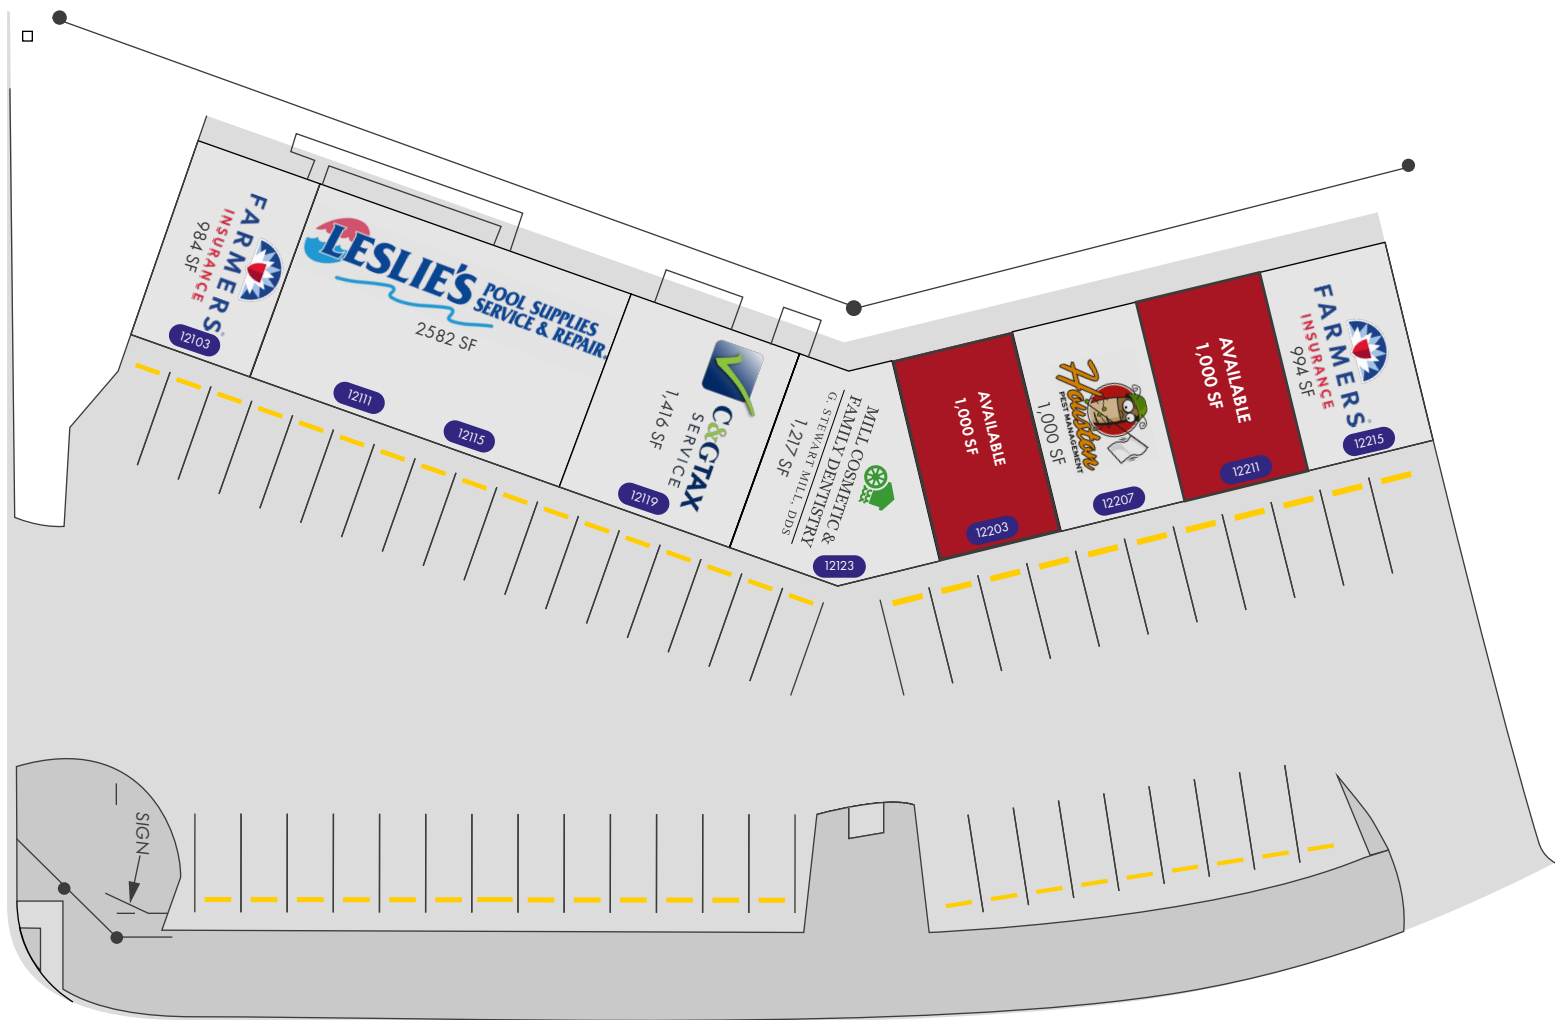 FARMERS
INSURANCE
984 SF
12103
LESLIE'S
POOL SUPPLIES
SERVICE & REPAIR.
2582 SF
12111
12115
C&GTAX
SERVICE
1,416 SF
12119
MILL COSMETIC &
FAMILY DENTISTRY
G. STEWART MILL, DDS
1,217 SF
12123
AVAILABLE
1,000 SF
12203
Houston
PEST MANAGEMENT
1,000 SF
12207
AVAILABLE
1,000 SF
12211
FARMERS
INSURANCE
994 SF
12215
SIGN